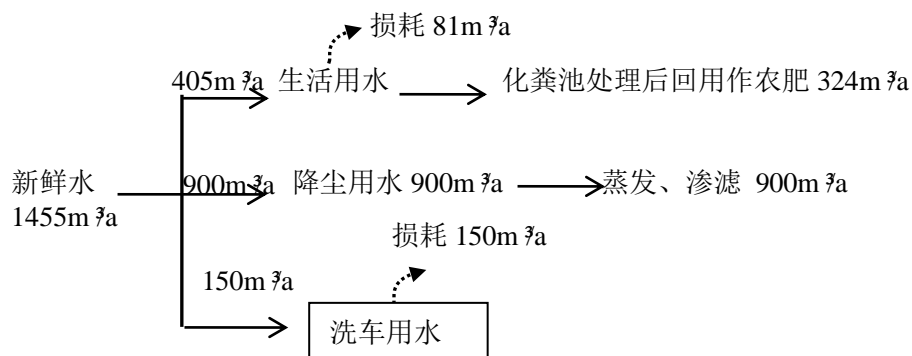 损耗 81m³/a
405m³/a 生活用水 化粪池处理后回用作农肥 324m³/a
新鲜水 900m³/a 降尘用水 900m³/a 蒸发、渗滤 900m³/a
1455m³/a
损耗 150m³/a
150m³/a
洗车用水